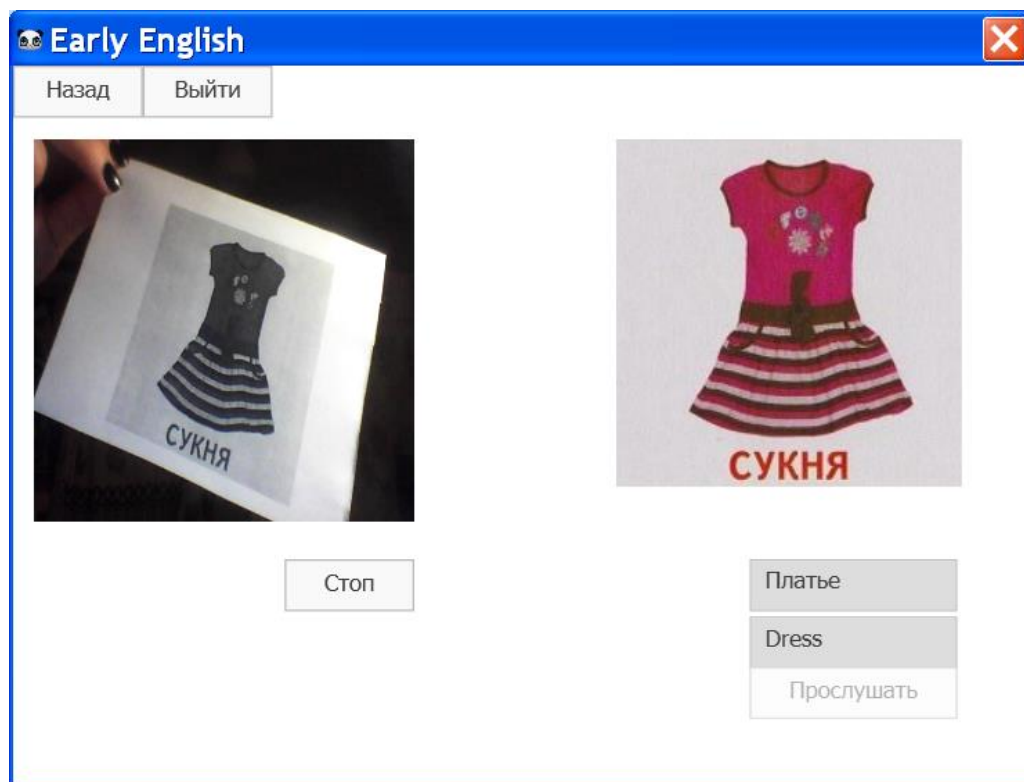 Early English
Назад
Выйти
СУКНЯ
СУКНЯ
Стоп
Платье
Dress
Прослушать